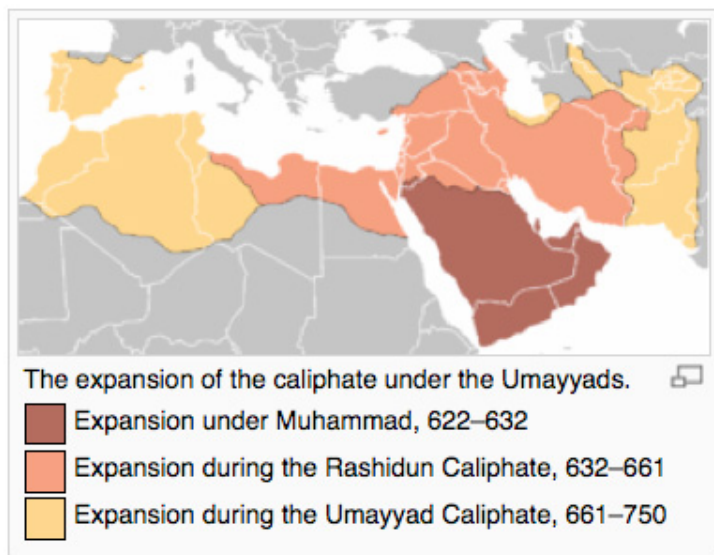 The expansion of the caliphate under the Umayyads.
Expansion under Muhammad, 622–632
Expansion during the Rashidun Caliphate, 632–661
Expansion during the Umayyad Caliphate, 661–750